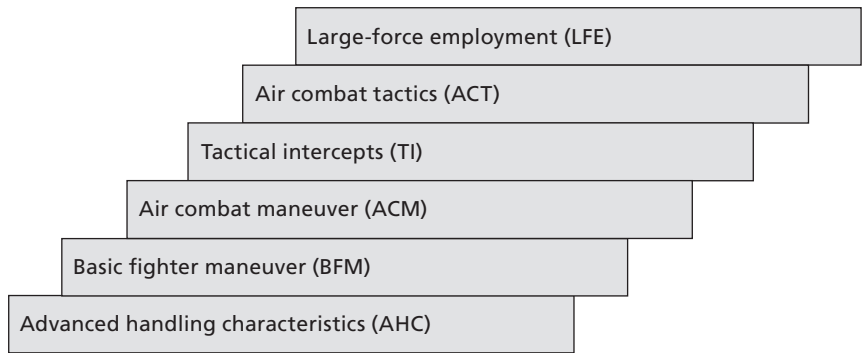 Large-force employment (LFE)
Air combat tactics (ACT)
Tactical intercepts (TI)
Air combat maneuver (ACM)
Basic fighter maneuver (BFM)
Advanced handling characteristics (AHC)